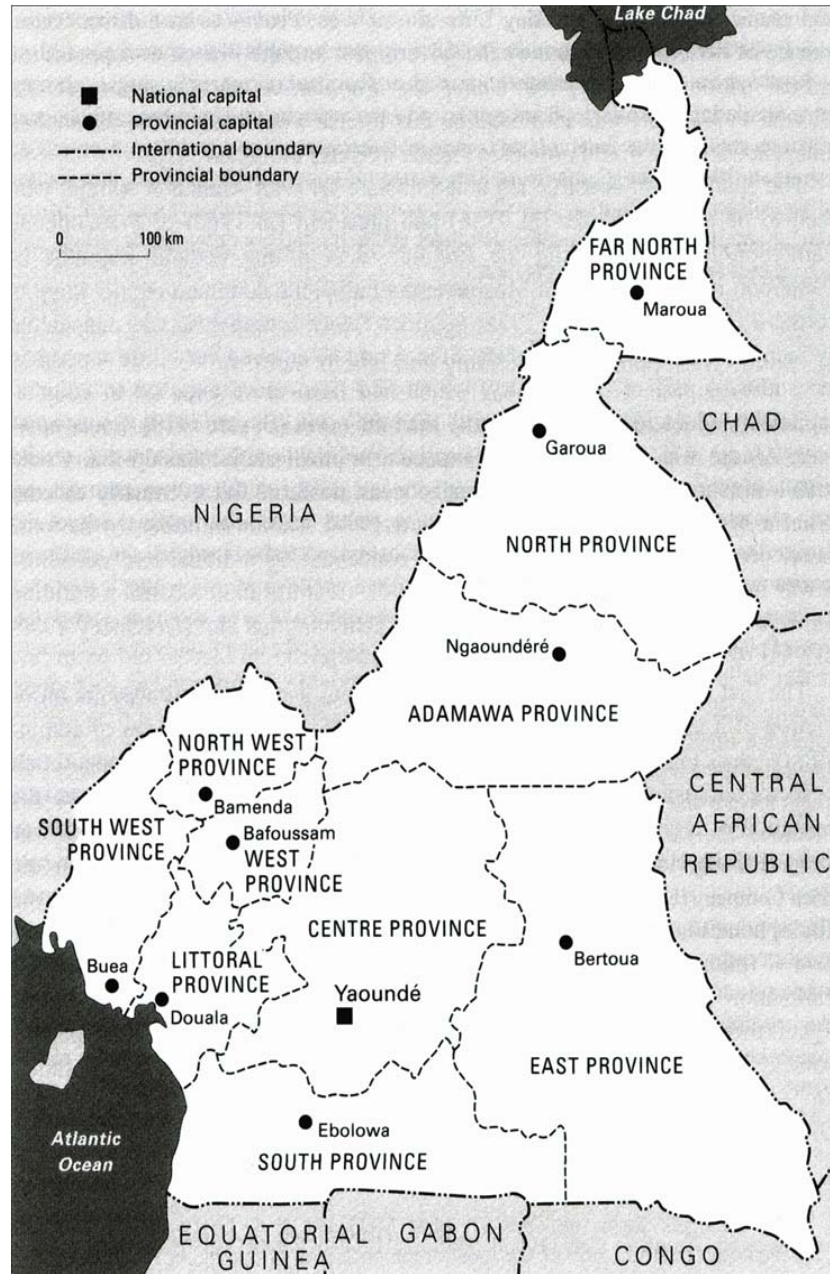 Lake Chad
National capital
Provincial capital
International boundary
Provincial boundary
0 100 km
FAR NORTH
PROVINCE
Maroua
CHAD
Garoua
NIGERIA
NORTH PROVINCE
Ngaoundéré
ADAMAWA PROVINCE
NORTH WEST
PROVINCE
Bamenda
CENTRAL
AFRICAN
REPUBLIC
SOUTH WEST
PROVINCE
Bafoussam
WEST
PROVINCE
CENTRE PROVINCE
Bertoua
Buea
LITTORAL
PROVINCE
Douala
Yaoundé
EAST PROVINCE
Ebolowa
SOUTH PROVINCE
Atlantic
Ocean
EQUATORIAL
GUINEA
GABON
CONGO